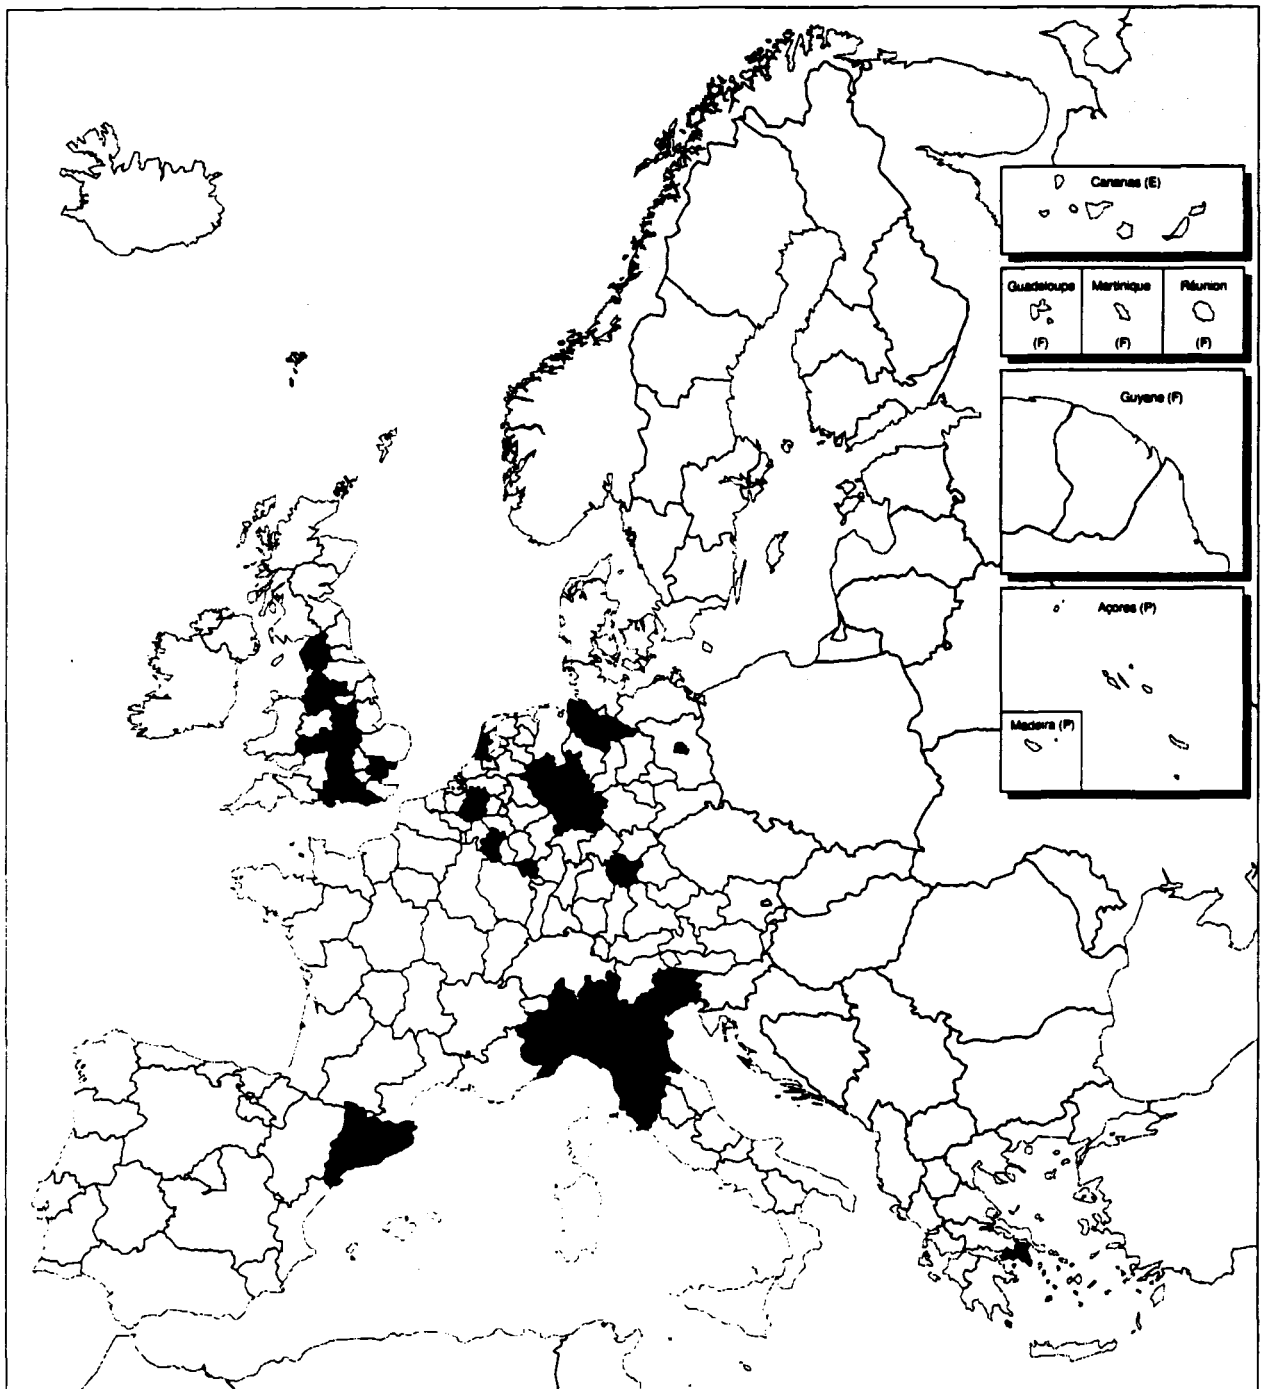 Canarias (E)
Guadeloupe Martinique Réunion
(F) (F) (F)
Guyane (F)
Açores (P)
Madeira (P)